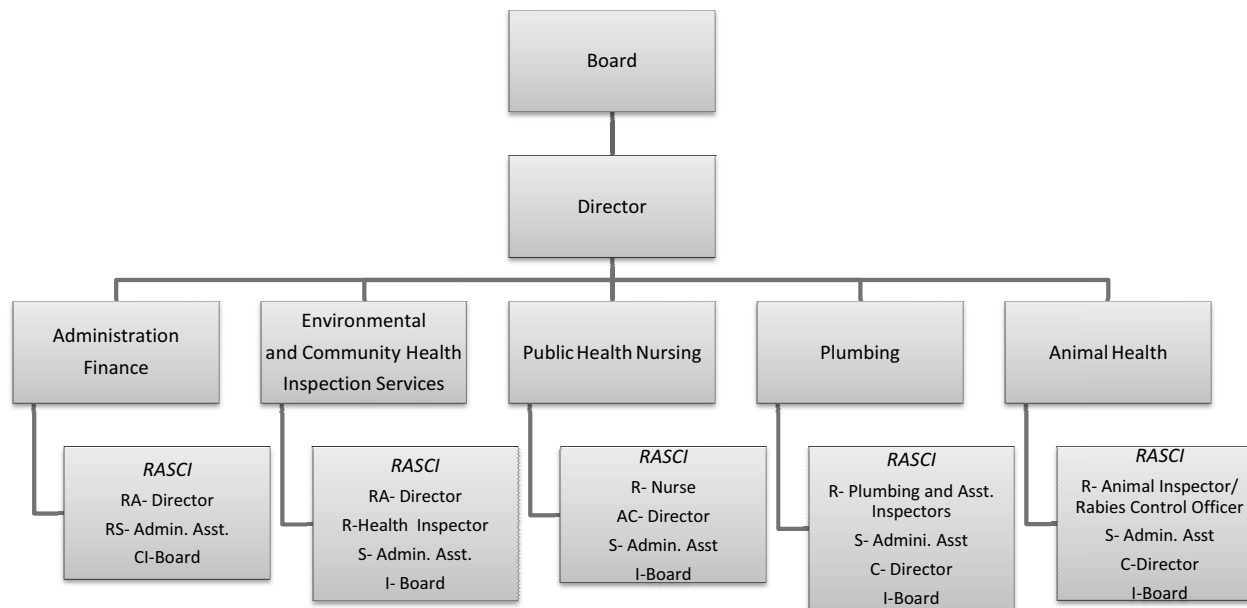 Board
Director
Administration
Finance
Environmental
and Community Health
Inspection Services
Public Health Nursing
Plumbing
Animal Health
RASCI
RA- Director
RS- Admin. Asst.
CI-Board
RASCI
RA- Director
R-Health Inspector
S- Admin. Asst.
I- Board
RASCI
R- Nurse
AC- Director
S- Admin. Asst
I-Board
RASCI
R- Plumbing and Asst.
Inspectors
S- Admini. Asst
C- Director
I-Board
RASCI
R- Animal Inspector/
Rabies Control Officer
S- Admin. Asst
C-Director
I-Board